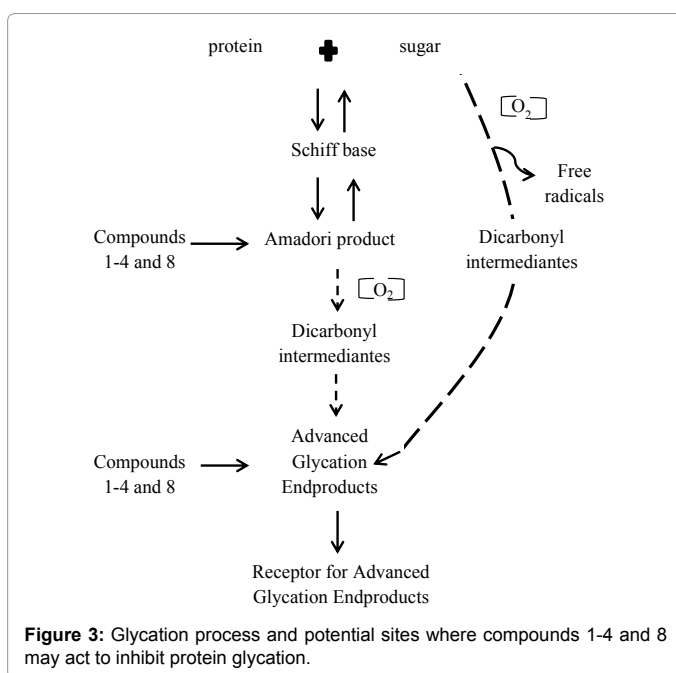 protein + sugar
[O2]
Schiff base
Free
radicals
Compounds
1-4 and 8
Amadori product
Dicarbonyl
intermediantes
[O2]
Dicarbonyl
intermediantes
Advanced
Glycation
Endproducts
Compounds
1-4 and 8
Receptor for Advanced
Glycation Endproducts
Figure 3: Glycation process and potential sites where compounds 1-4 and 8
may act to inhibit protein glycation.